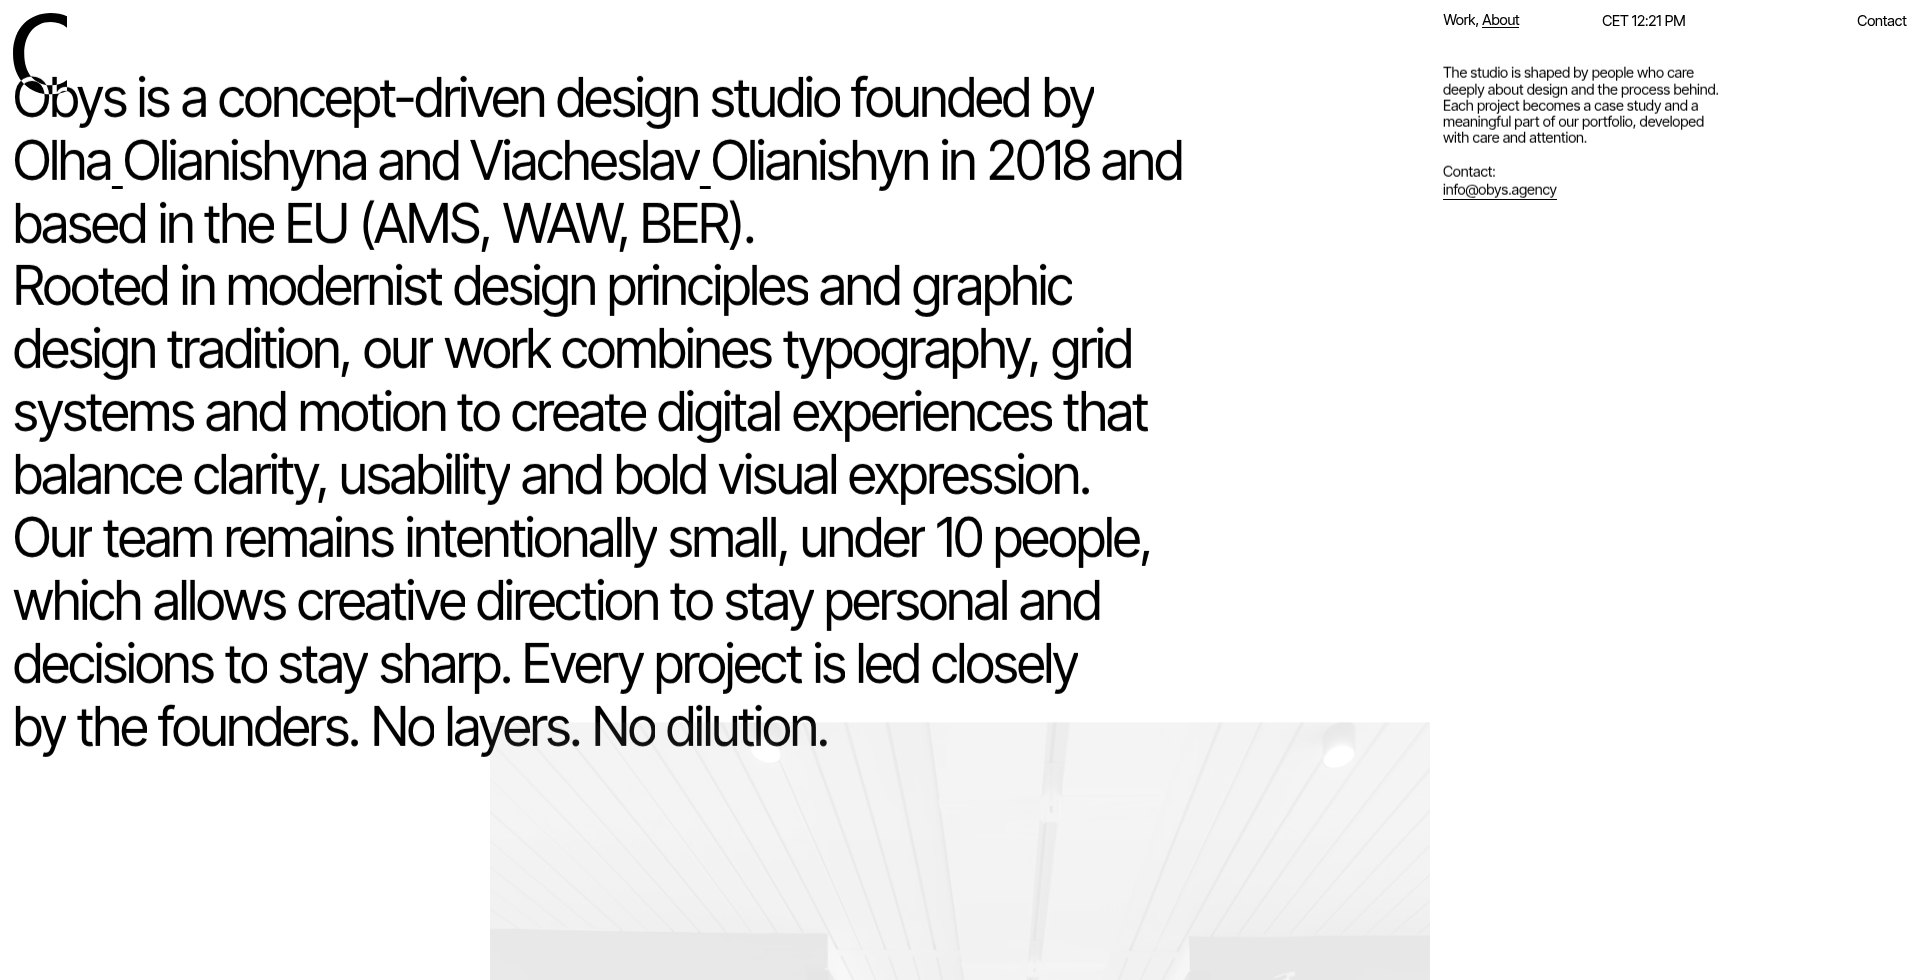 C
Work, About
CET 12:21 PM
Contact
Obys is a concept-driven design studio founded by
Olha_Olianishyna and Viacheslav_Olianishyn in 2018 and
based in the EU (AMS, WAW, BER).
Rooted in modernist design principles and graphic
design tradition, our work combines typography, grid
systems and motion to create digital experiences that
balance clarity, usability and bold visual expression.
Our team remains intentionally small, under 10 people,
which allows creative direction to stay personal and
decisions to stay sharp. Every project is led closely
by the founders. No layers. No dilution.
The studio is shaped by people who care
deeply about design and the process behind.
Each project becomes a case study and a
meaningful part of our portfolio, developed
with care and attention.
Contact:
info@obys.agency